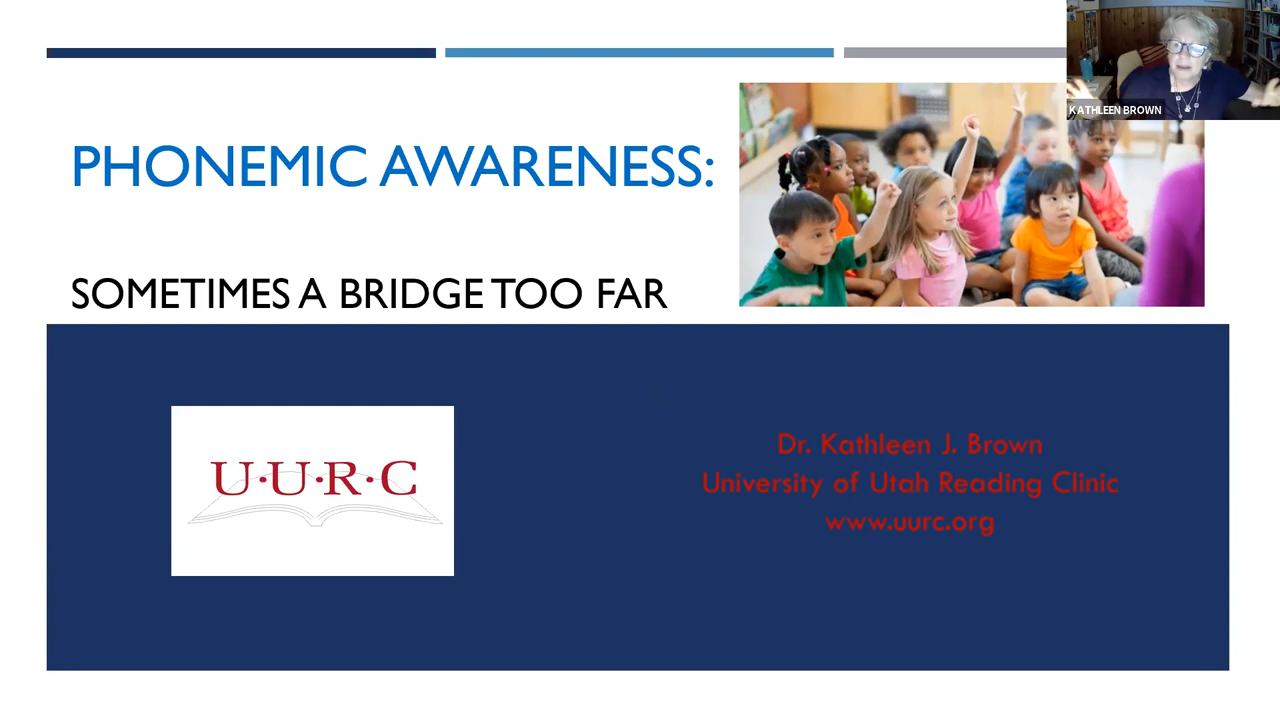 KATHLEEN BROWN
PHONEMIC AWARENESS:
SOMETIMES A BRIDGE TOO FAR
U·U·R·C
Dr. Kathleen J. Brown
University of Utah Reading Clinic
www.uurc.org